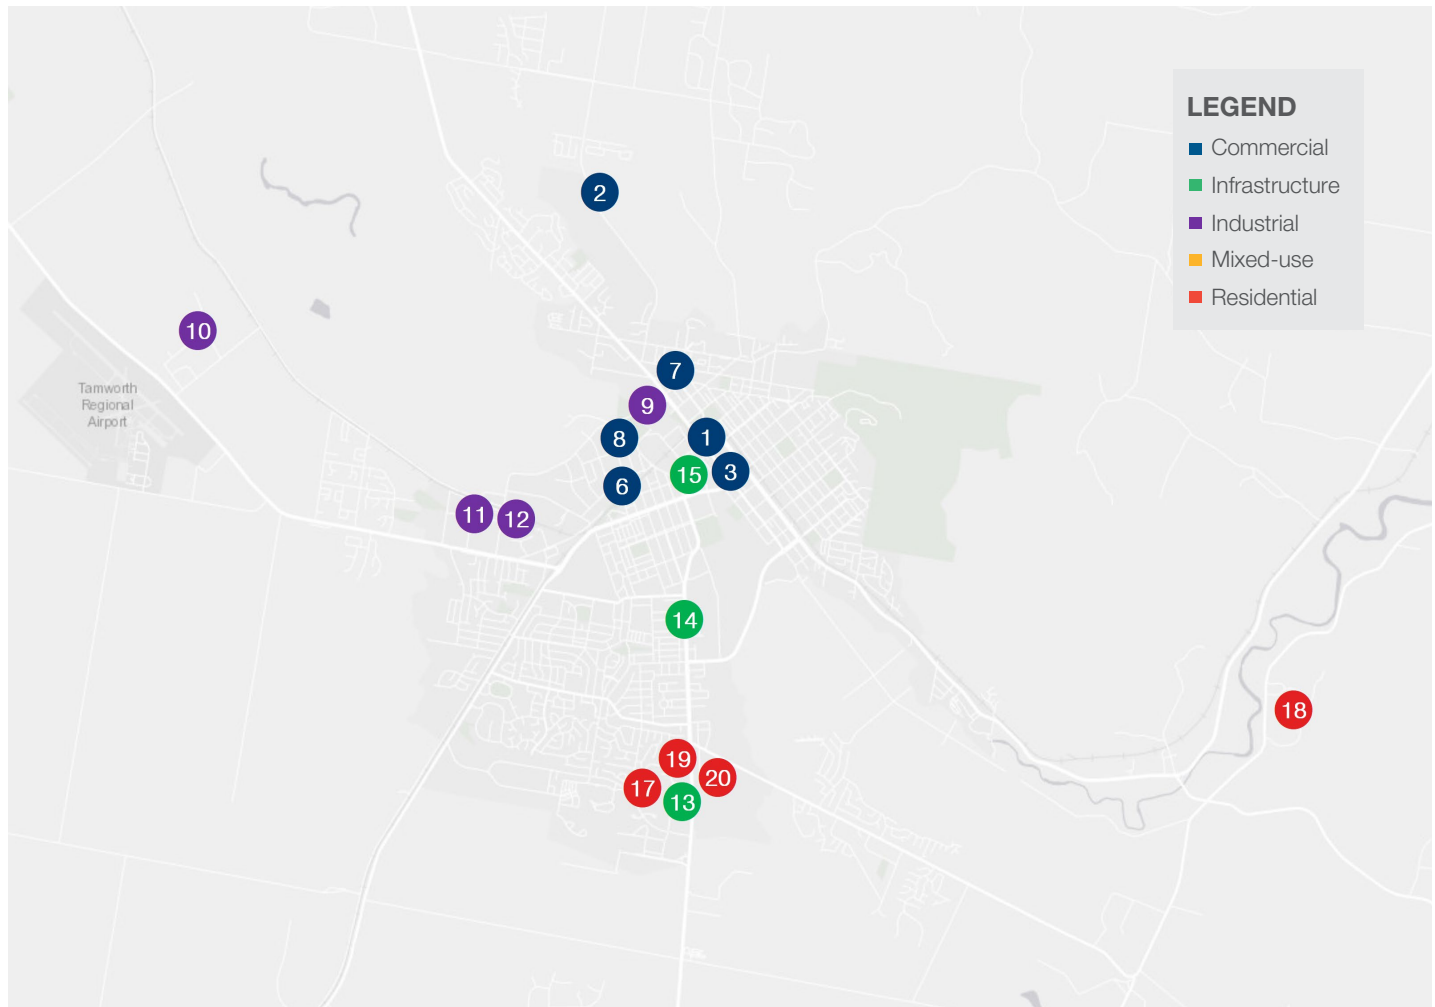 LEGEND
Commercial
Infrastructure
Industrial
Mixed-use
Residential
2
10
Tamworth
Regional
Airport
7
9
8
1
15
3
6
11
12
14
18
19
20
17
13